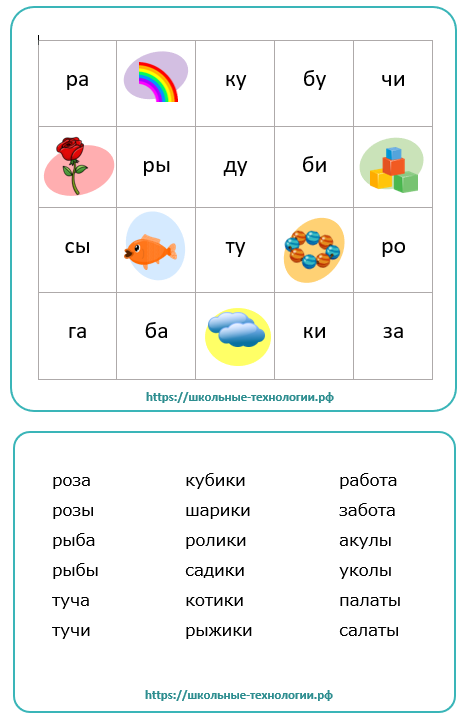 ра ку бу чи
ры ду би
сы ту ро
га ба ки за
https://школьные-технологии.рф
роза кубики работа
розы шарики забота
рыба ролики акулы
рыбы садики уколы
туча котики палаты
тучи рыжики салаты
https://школьные-технологии.рф